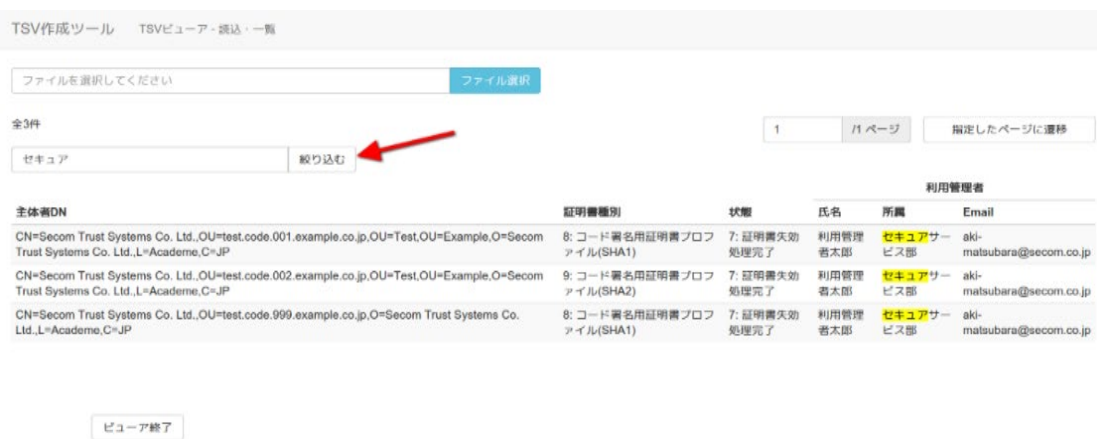 TSV作成ツール TSVビューア - 読込・一覧
ファイルを選択してください ファイル選択
全3件
1 /1 ページ 指定したページに遷移
セキュア 絞り込む
利用管理者
主体者DN 証明書種別 状態 氏名 所属 Email
CN=Secom Trust Systems Co. Ltd.,OU=test.code.001.example.co.jp,OU=Test,OU=Example,O=Secom 8: コード署名用証明書プロフ 7: 証明書失効 利用管理 セキュアサー aki-
Trust Systems Co. Ltd.,L=Academe,C=JP ァイル(SHA1) 処理完了 者太郎 ビス部 matsubara@secom.co.jp
CN=Secom Trust Systems Co. Ltd.,OU=test.code.002.example.co.jp,OU=Test,OU=Example,O=Secom 9: コード署名用証明書プロフ 7: 証明書失効 利用管理 セキュアサー aki-
Trust Systems Co. Ltd.,L=Academe,C=JP ァイル(SHA2) 処理完了 者太郎 ビス部 matsubara@secom.co.jp
CN=Secom Trust Systems Co. Ltd.,OU=test.code.999.example.co.jp,O=Secom Trust Systems Co. 8: コード署名用証明書プロフ 7: 証明書失効 利用管理 セキュアサー aki-
Ltd.,L=Academe,C=JP ァイル(SHA1) 処理完了 者太郎 ビス部 matsubara@secom.co.jp
ビューア終了